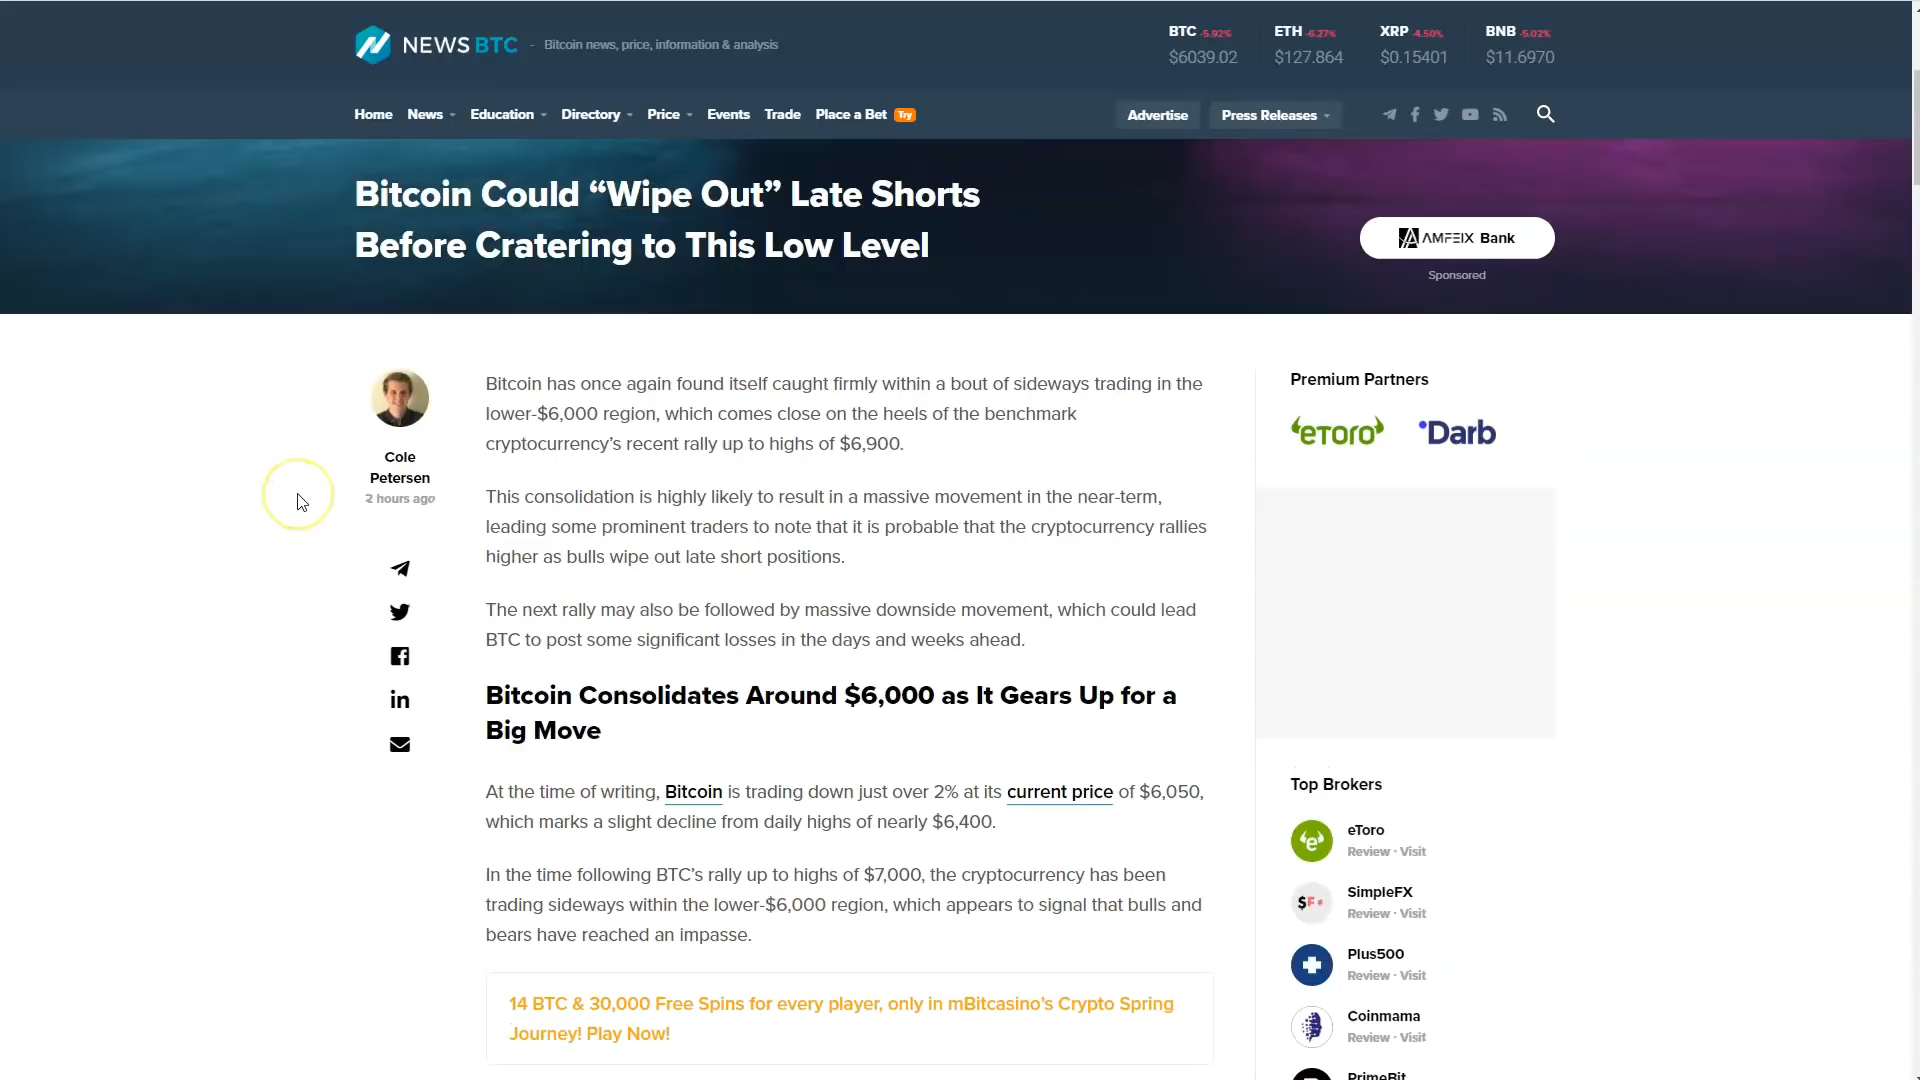 NEWS BTC - Bitcoin news, price, information & analysis
BTC -5.92% ETH -6.27% XRP -4.50% BNB -5.02%
$6039.02 $127.864 $0.15401 $11.6970
Home News Education Directory Price Events Trade Place a Bet Try Advertise Press Releases
Bitcoin Could “Wipe Out” Late Shorts
Before Cratering to This Low Level
AMFEIX Bank
Sponsored
Cole
Petersen
2 hours ago
Bitcoin has once again found itself caught firmly within a bout of sideways trading in the
lower-$6,000 region, which comes close on the heels of the benchmark
cryptocurrency’s recent rally up to highs of $6,900.
This consolidation is highly likely to result in a massive movement in the near-term,
leading some prominent traders to note that it is probable that the cryptocurrency rallies
higher as bulls wipe out late short positions.
The next rally may also be followed by massive downside movement, which could lead
BTC to post some significant losses in the days and weeks ahead.
Bitcoin Consolidates Around $6,000 as It Gears Up for a
Big Move
At the time of writing, Bitcoin is trading down just over 2% at its current price of $6,050,
which marks a slight decline from daily highs of nearly $6,400.
In the time following BTC’s rally up to highs of $7,000, the cryptocurrency has been
trading sideways within the lower-$6,000 region, which appears to signal that bulls and
bears have reached an impasse.
14 BTC & 30,000 Free Spins for every player, only in mBitcasino’s Crypto Spring
Journey! Play Now!
Premium Partners
eToro Darb
Top Brokers
eToro
Review · Visit
SimpleFX
Review · Visit
Plus500
Review · Visit
Coinmama
Review · Visit
PrimeBit